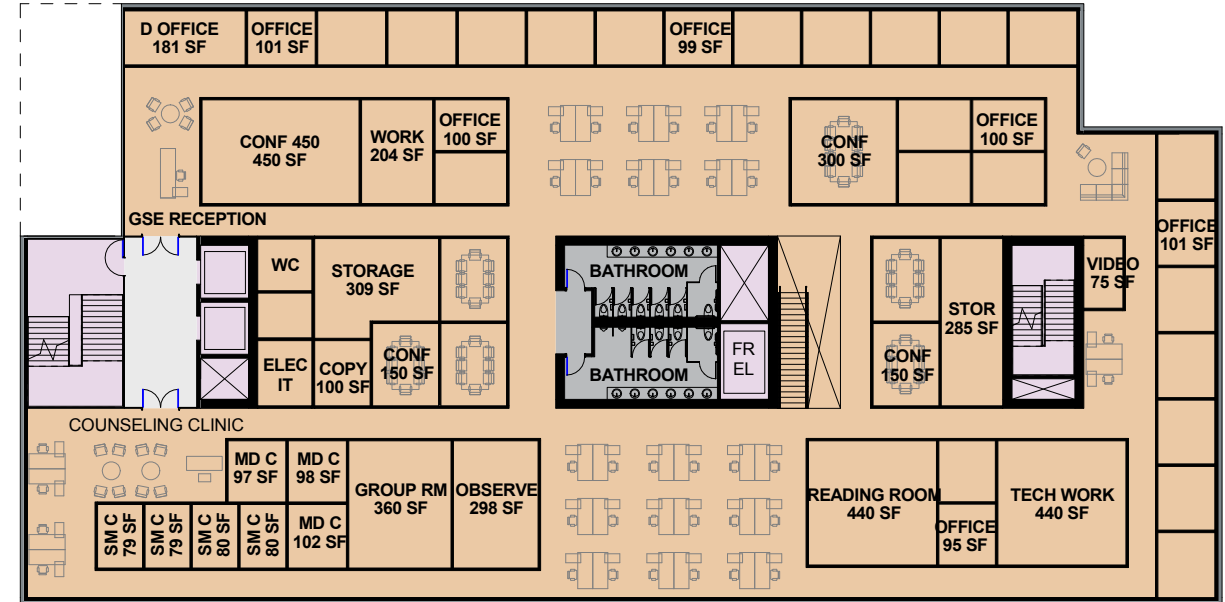 D OFFICE
181 SF
OFFICE
101 SF
OFFICE
99 SF
CONF 450
450 SF
WORK
204 SF
OFFICE
100 SF
CONF
300 SF
OFFICE
100 SF
GSE RECEPTION
OFFICE
101 SF
WC
STORAGE
309 SF
BATHROOM
VIDEO
75 SF
STOR
285 SF
ELEC
IT
COPY
100 SF
CONF
150 SF
BATHROOM
FR
EL
CONF
150 SF
COUNSELING CLINIC
MD C
97 SF
MD C
98 SF
GROUP RM
360 SF
OBSERVE
298 SF
READING ROOM
440 SF
TECH WORK
440 SF
SM C
79 SF
SM C
79 SF
SM C
80 SF
SM C
80 SF
MD C
102 SF
OFFICE
95 SF